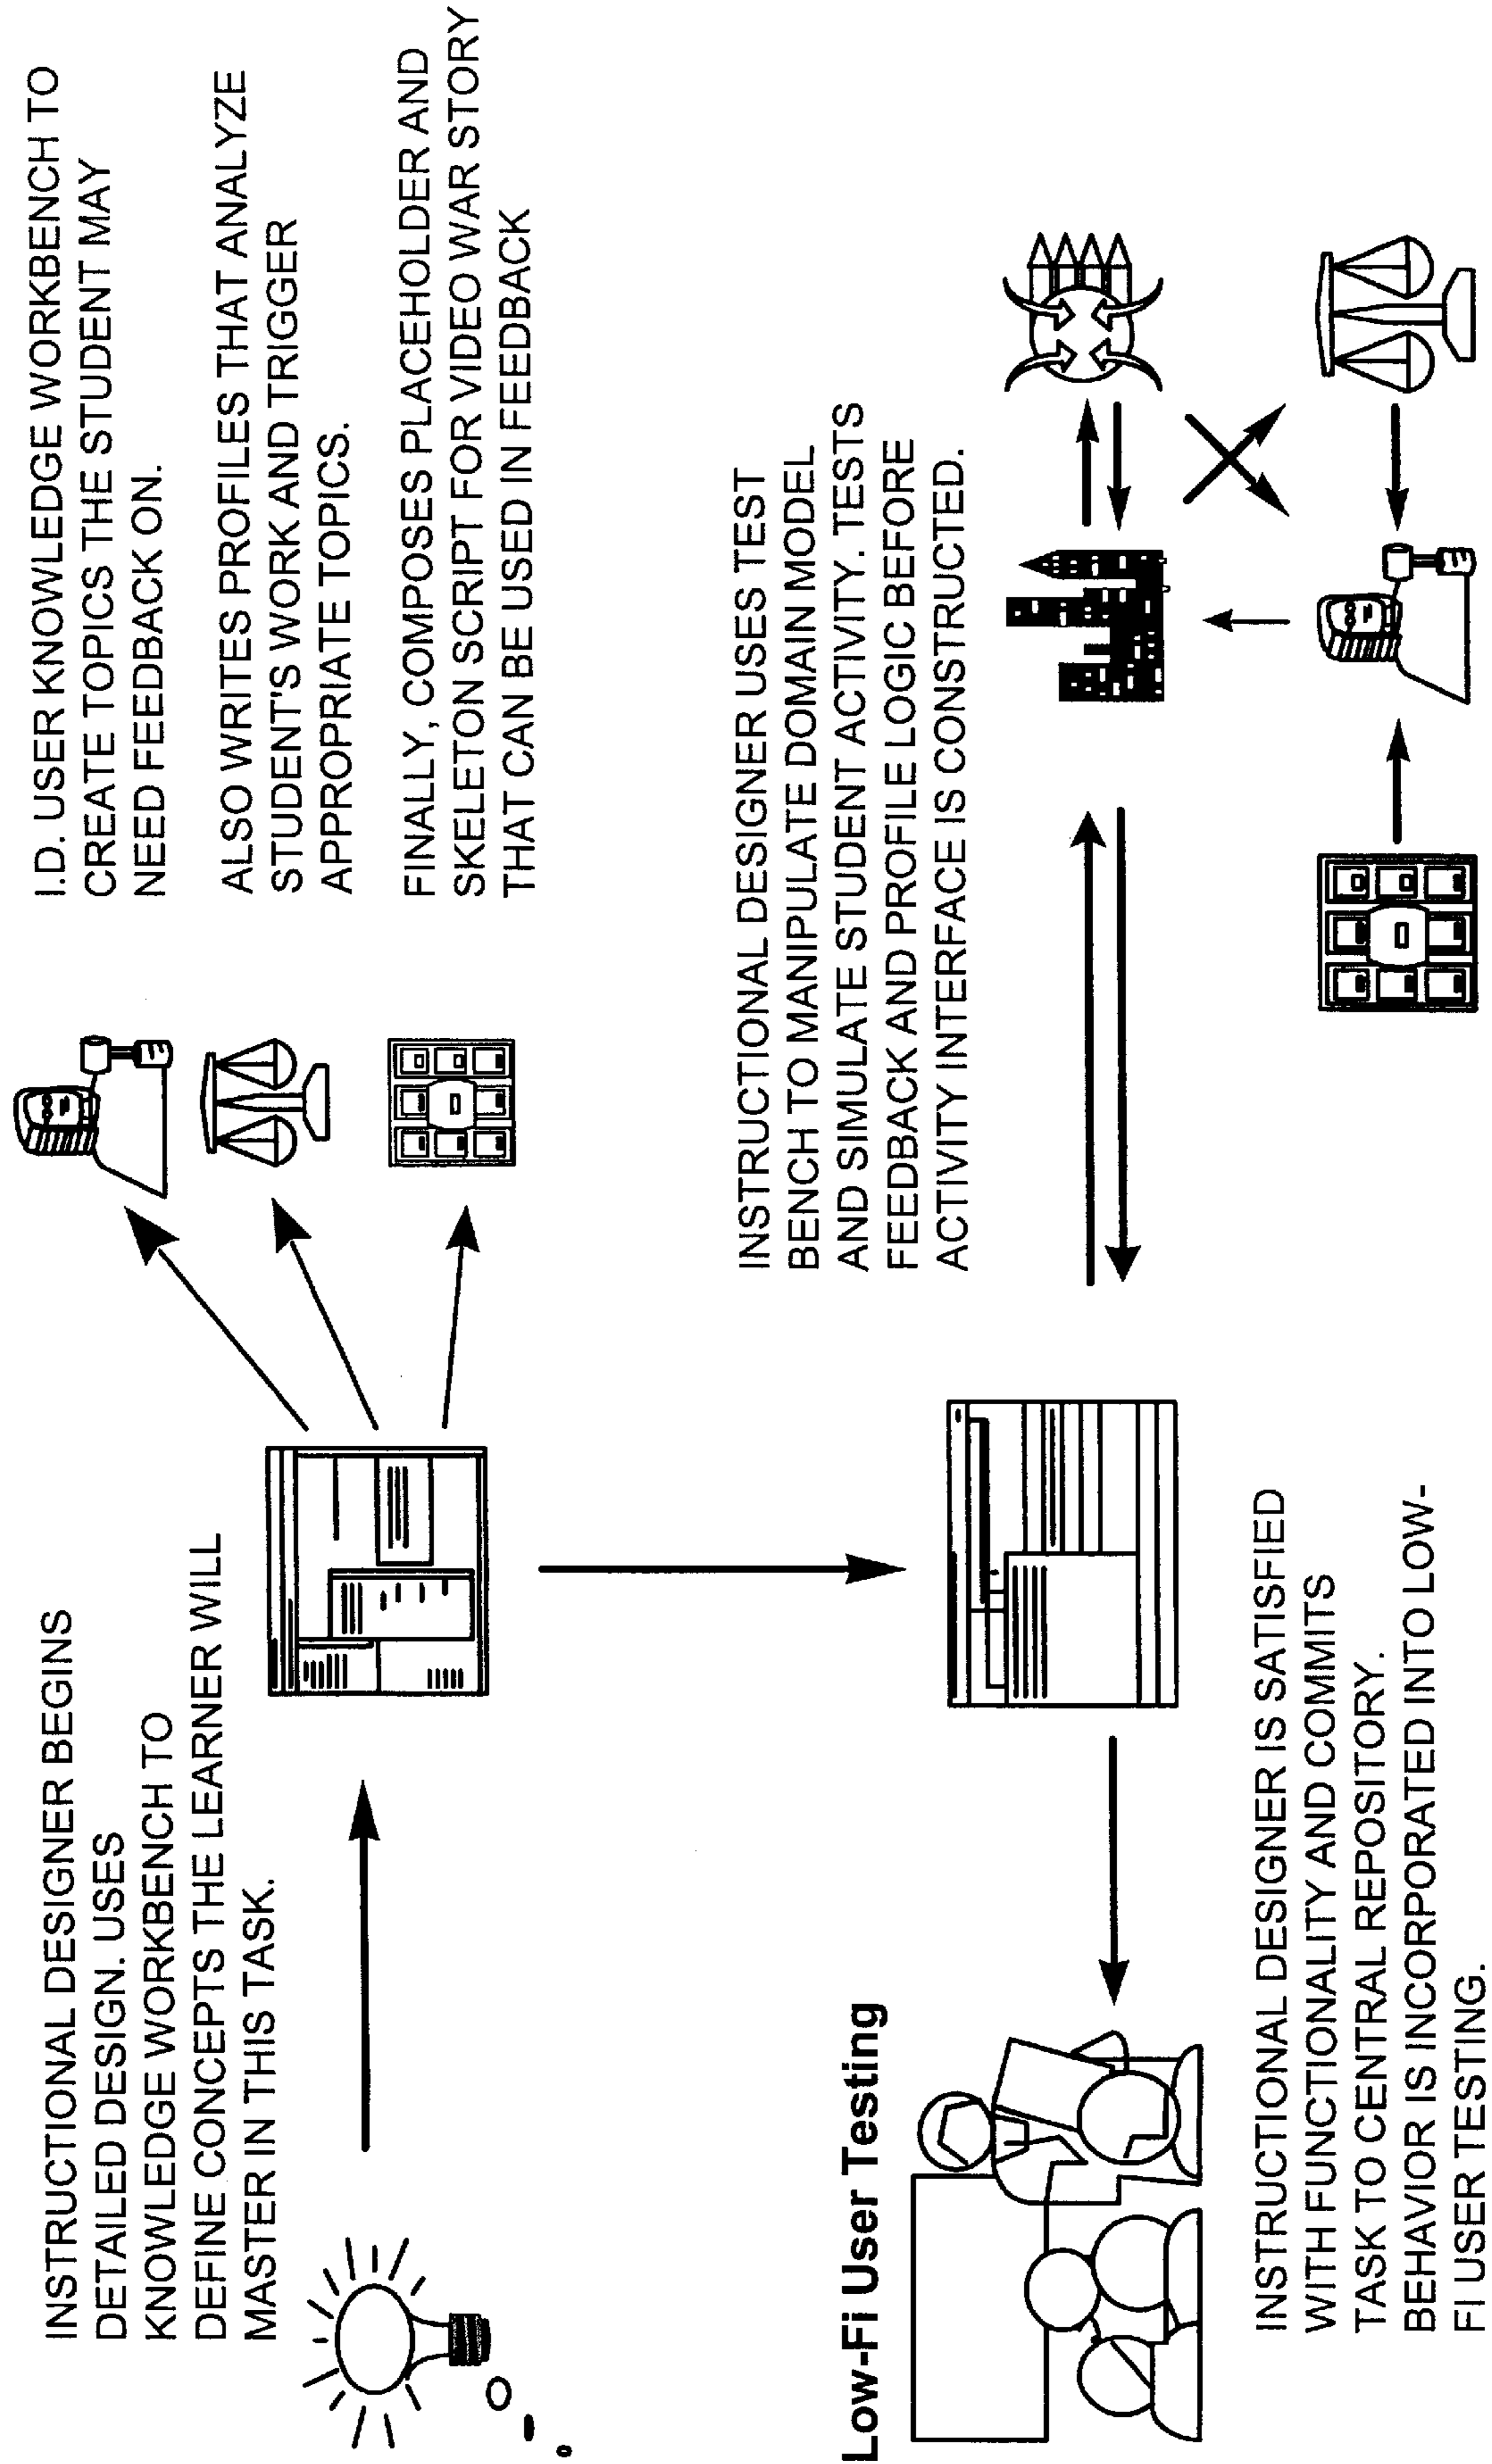 INSTRUCTIONAL DESIGNER BEGINS
DETAILED DESIGN. USES
KNOWLEDGE WORKBENCH TO
DEFINE CONCEPTS THE LEARNER WILL
MASTER IN THIS TASK.
I.D. USER KNOWLEDGE WORKBENCH TO
CREATE TOPICS THE STUDENT MAY
NEED FEEDBACK ON.
ALSO WRITES PROFILES THAT ANALYZE
STUDENT'S WORK AND TRIGGER
APPROPRIATE TOPICS.
FINALLY, COMPOSES PLACEHOLDER AND
SKELETON SCRIPT FOR VIDEO WAR STORY
THAT CAN BE USED IN FEEDBACK
INSTRUCTIONAL DESIGNER USES TEST
BENCH TO MANIPULATE DOMAIN MODEL
AND SIMULATE STUDENT ACTIVITY. TESTS
FEEDBACK AND PROFILE LOGIC BEFORE
ACTIVITY INTERFACE IS CONSTRUCTED.
Low-Fi User Testing
INSTRUCTIONAL DESIGNER IS SATISFIED
WITH FUNCTIONALITY AND COMMITS
TASK TO CENTRAL REPOSITORY.
BEHAVIOR IS INCORPORATED INTO LOW-
FI USER TESTING.